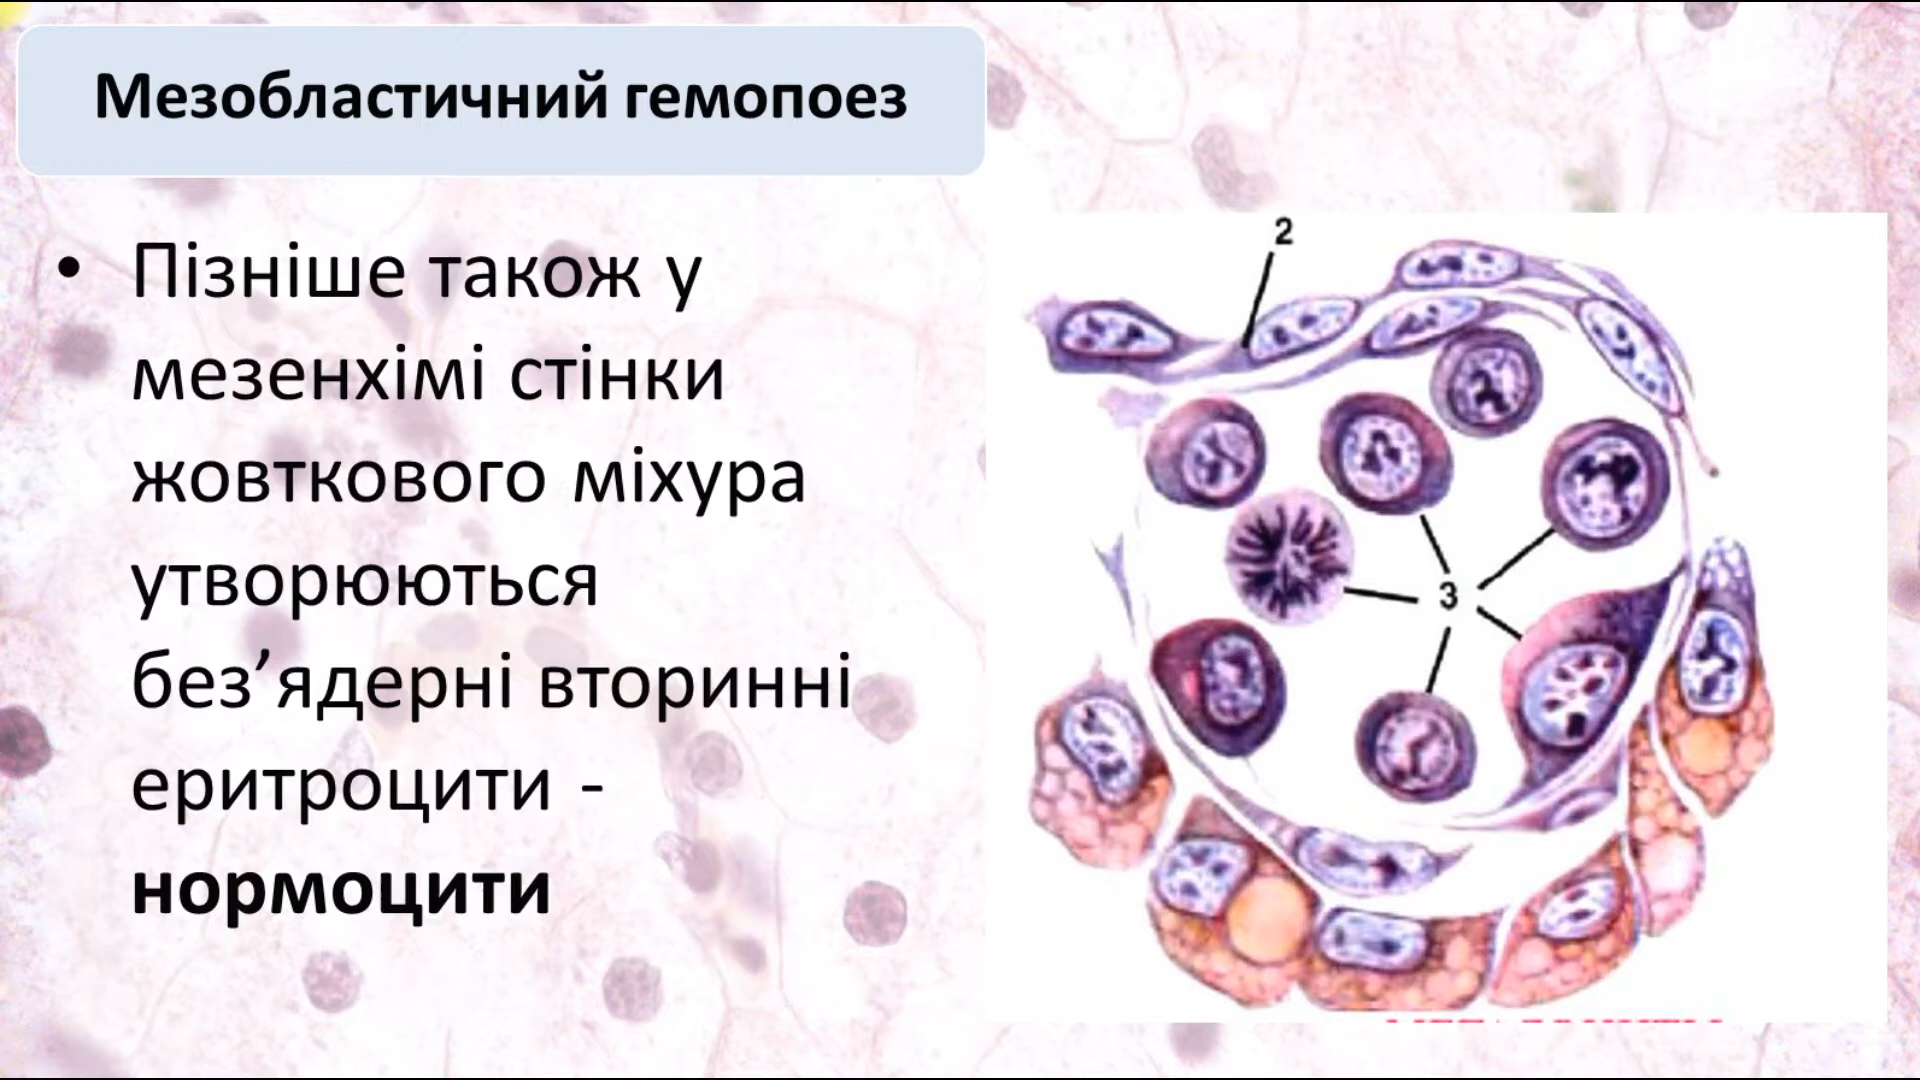 Мезобластичний гемопоез
• Пізніше також у
мезенхімі стінки
жовткового міхура
утворюються
без’ядерні вторинні
еритроцити -
нормоцити
2
3